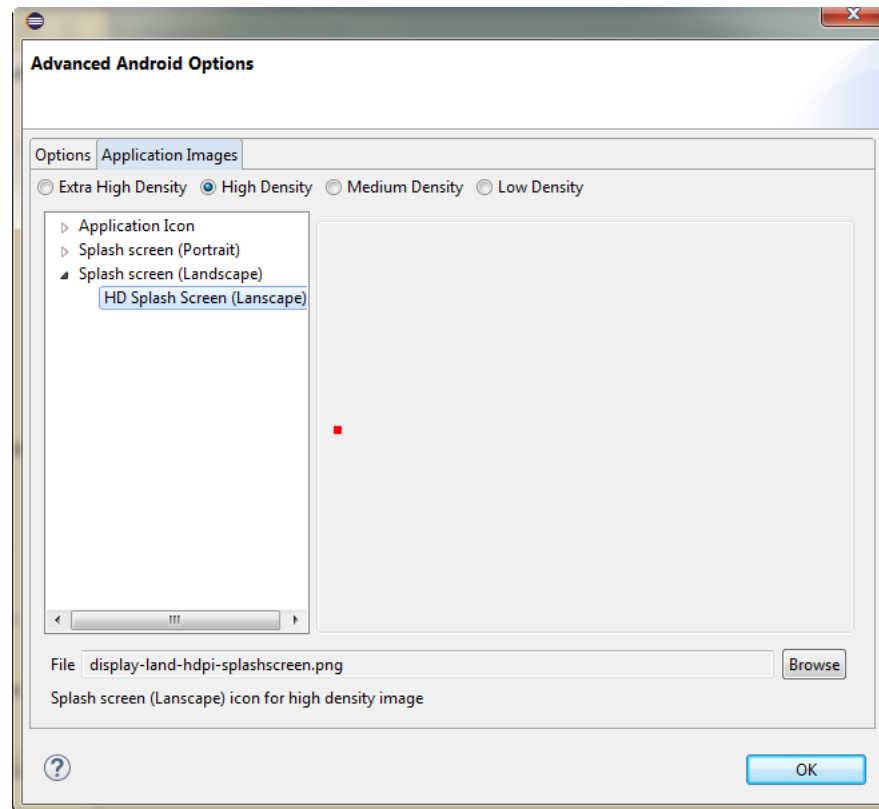 Advanced Android Options
Options Application Images
Extra High Density High Density Medium Density Low Density
Application Icon
Splash screen (Portrait)
Splash screen (Landscape)
HD Splash Screen (Lanscape)
File display-land-hdpi-splashscreen.png Browse
Splash screen (Lanscape) icon for high density image
? OK